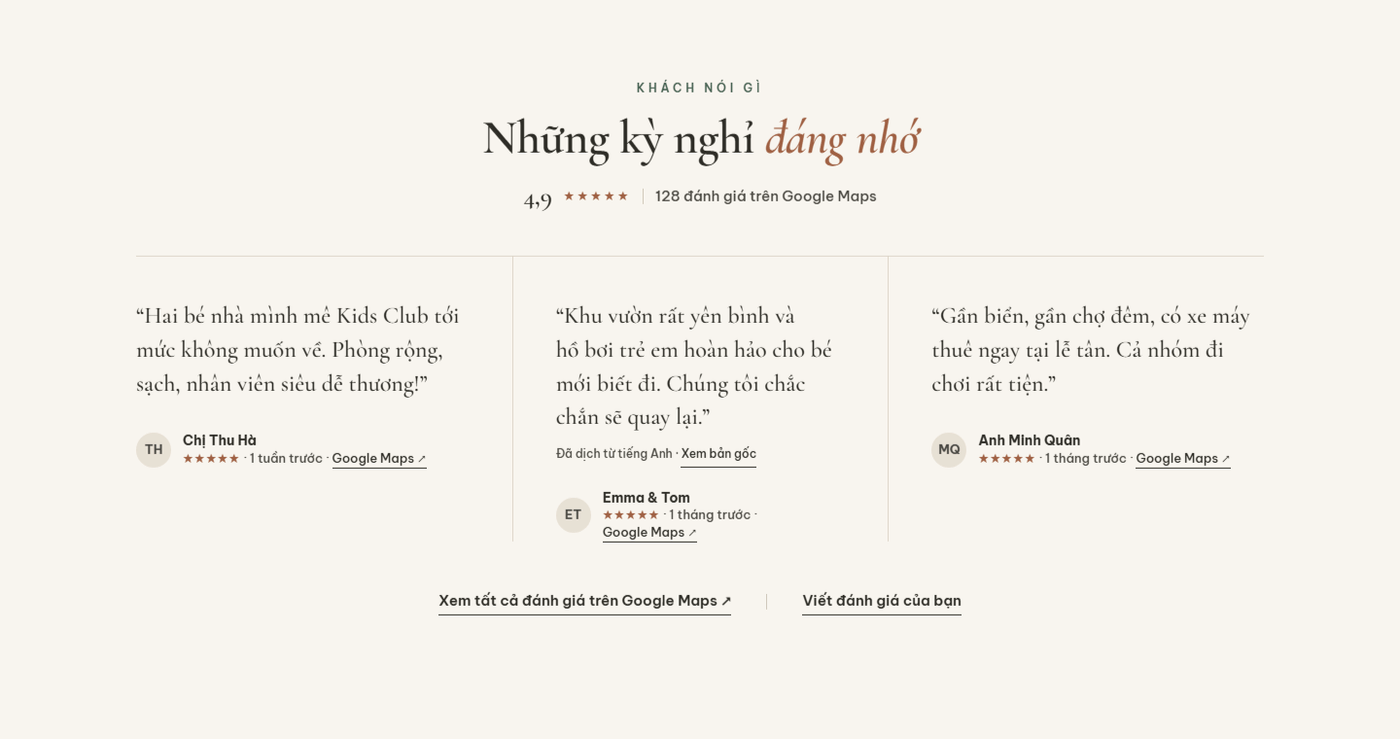 KHÁCH NÓI GÌ
Những kỳ nghỉ đáng nhớ
4,9 ★★★★★ 128 đánh giá trên Google Maps
“Hai bé nhà mình mê Kids Club tới
mức không muốn về. Phòng rộng,
sạch, nhân viên siêu dễ thương!”
TH
Chị Thu Hà
★★★★★ · 1 tuần trước · Google Maps ↗
“Khu vườn rất yên bình và
hồ bơi trẻ em hoàn hảo cho bé
mới biết đi. Chúng tôi chắc
chắn sẽ quay lại.”
Đã dịch từ tiếng Anh · Xem bản gốc
ET
Emma & Tom
★★★★★ · 1 tháng trước ·
Google Maps ↗
“Gần biển, gần chợ đêm, có xe máy
thuê ngay tại lễ tân. Cả nhóm đi
chơi rất tiện.”
MQ
Anh Minh Quân
★★★★★ · 1 tháng trước · Google Maps ↗
Xem tất cả đánh giá trên Google Maps ↗
Viết đánh giá của bạn